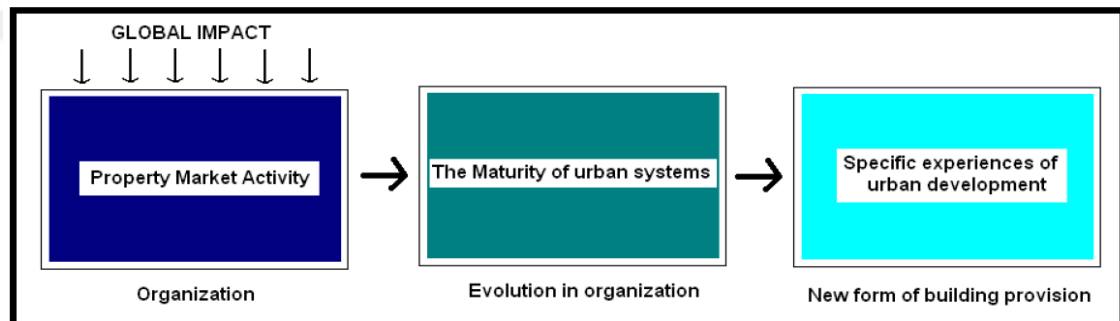 GLOBAL IMPACT
Property Market Activity
The Maturity of urban systems
Specific experiences of
urban development
Organization
Evolution in organization
New form of building provision